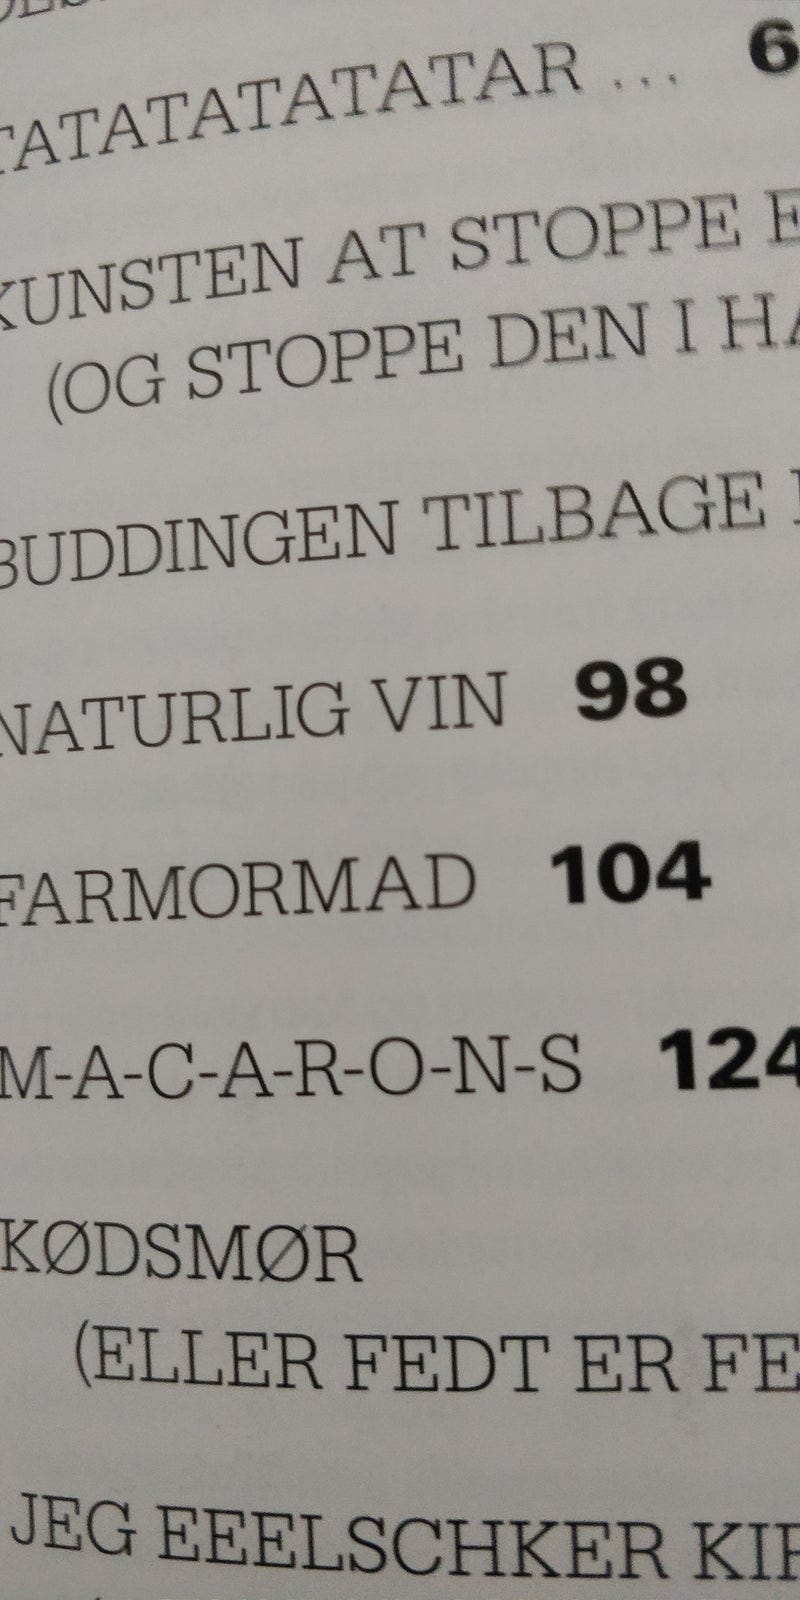 TATATATATATAR ...
KUNSTEN AT STOPPE
(OG STOPPE DEN I
BUDDINGEN TILBAGE
NATURLIG VIN 98
FARMORMAD 104
M-A-C-A-R-O-N-S 124
KØDSMØR
(ELLER FEDT ER
JEG EEELSCHKER